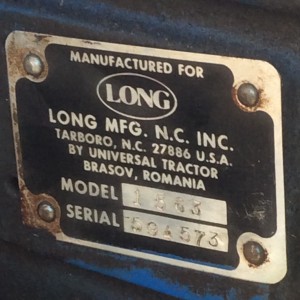 MANUFACTURED FOR
LONG
LONG MFG. N.C. INC.
TARBORO, N.C. 27886 U.S.A.
BY UNIVERSAL TRACTOR
BRASOV, ROMANIA
MODEL
SERIAL